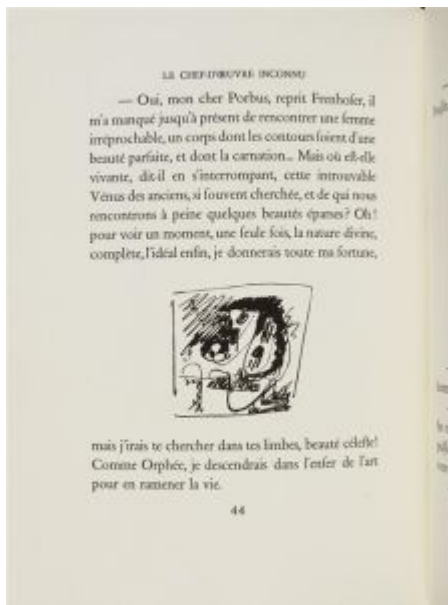 LE CHEF-D'ŒUVRE INCONNU
— Oui, mon cher Porbus, reprit Frenhofer, il
m'a manqué jusqu'à présent de rencontrer une femme
irréprochable, un corps dont les contours soient d'une
beauté parfaite, et dont la carnation... Mais où est-elle
vivante, dit-il en s'interrompant, cette introuvable
Vénus des anciens, si souvent cherchée, et de qui nous
rencontrons à peine quelques beautés éparses? Oh!
pour voir un moment, une seule fois, la nature divine,
complète, l'idéal enfin, je donnerais toute ma fortune,
mais j'irais te chercher dans tes limbes, beauté céleste!
Comme Orphée, je descendrais dans l'enfer de l'art
pour en ramener la vie.
44